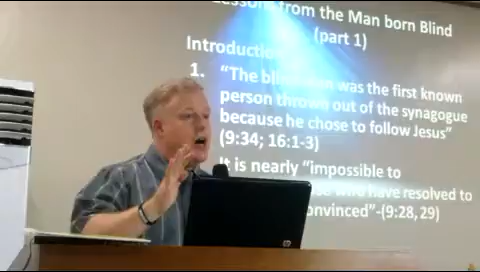 from the Man born Blind
(part 1)
Introduction
1. "The blind man was the first known
person thrown out of the synagogue
because he chose to follow Jesus"
(9:34; 16:1-3)
It is nearly "impossible to
who have resolved to
convinced"-(9:28,29)
hp